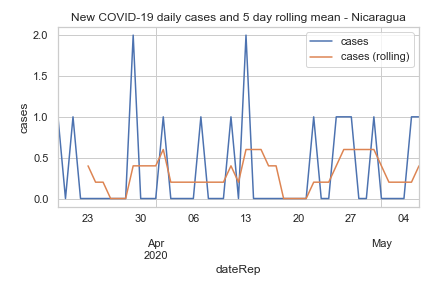 New COVID-19 daily cases and 5 day rolling mean - Nicaragua
cases
cases (rolling)
2.0
1.5
1.0
0.5
0.0
cases
23
30
06
13
20
27
04
Apr
2020
May
dateRep